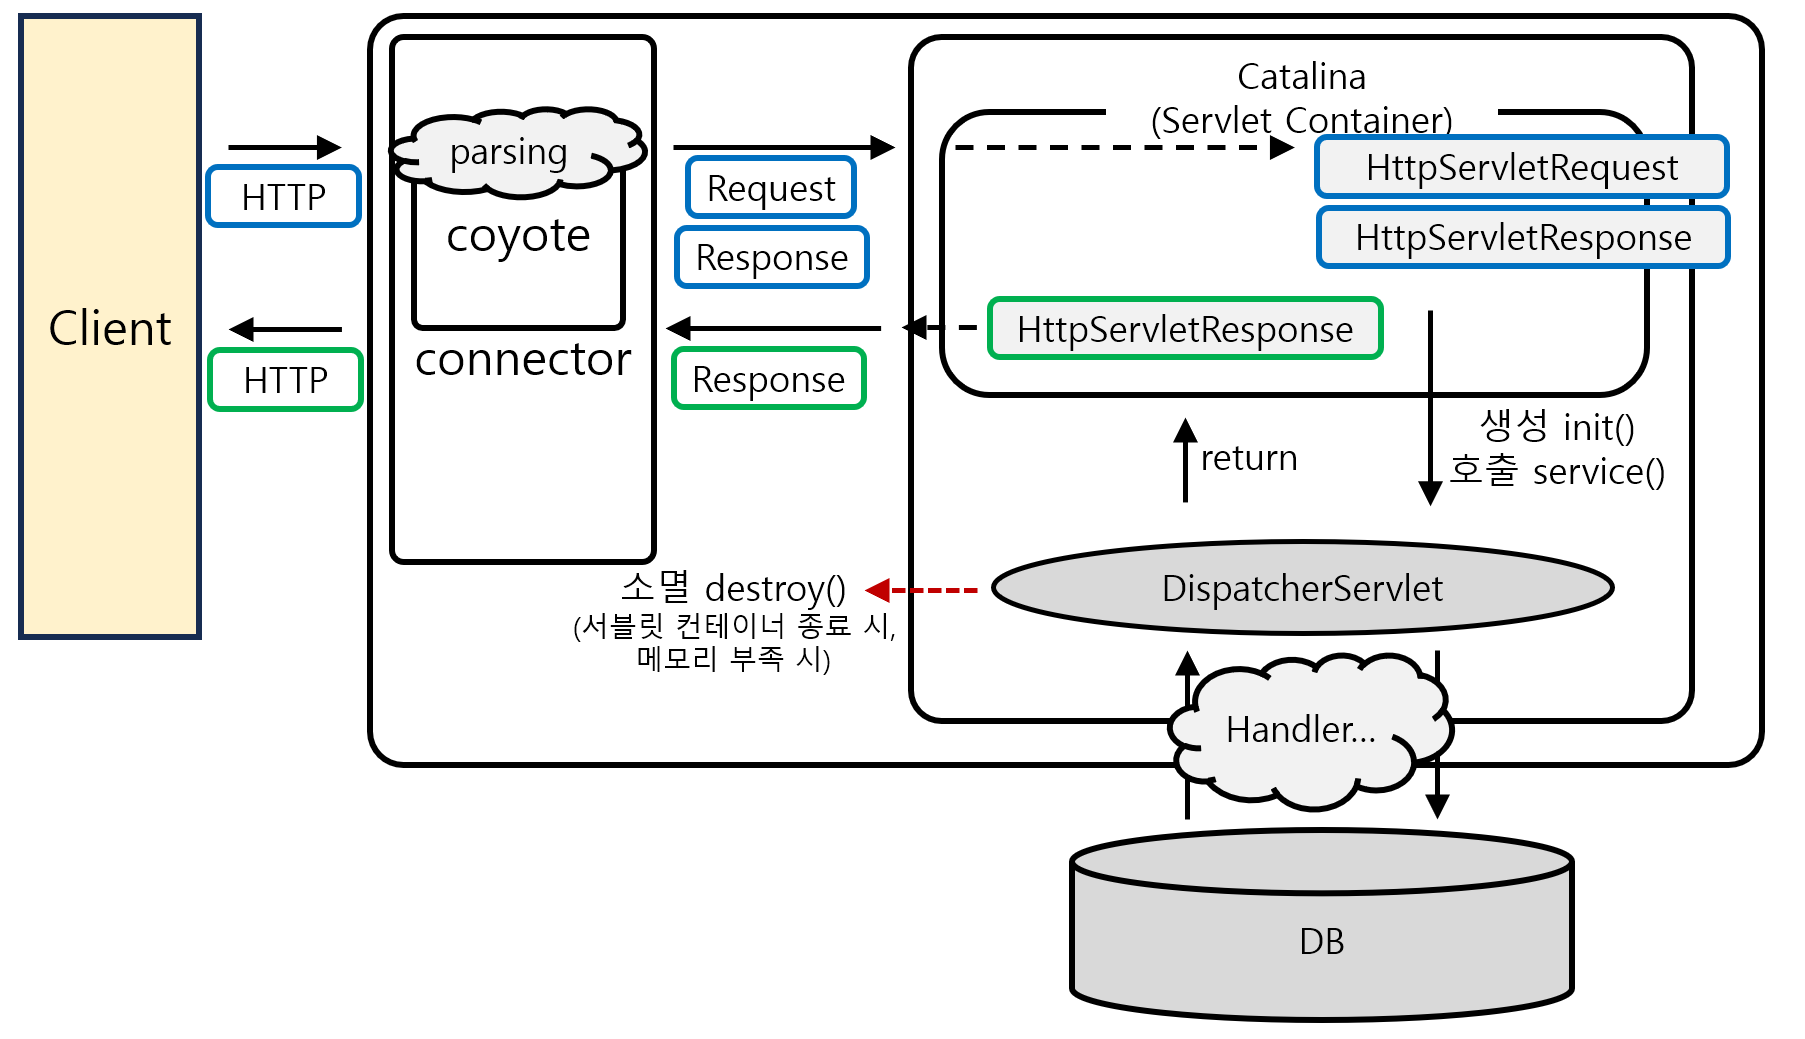 Client
HTTP
HTTP
parsing
coyote
connector
Request
Response
Response
Catalina
(Servlet Container)
HttpServletRequest
HttpServletResponse
HttpServletResponse
return
생성 init()
호출 service()
소멸 destroy()
(서블릿 컨테이너 종료 시,
메모리 부족 시)
DispatcherServlet
Handler...
DB